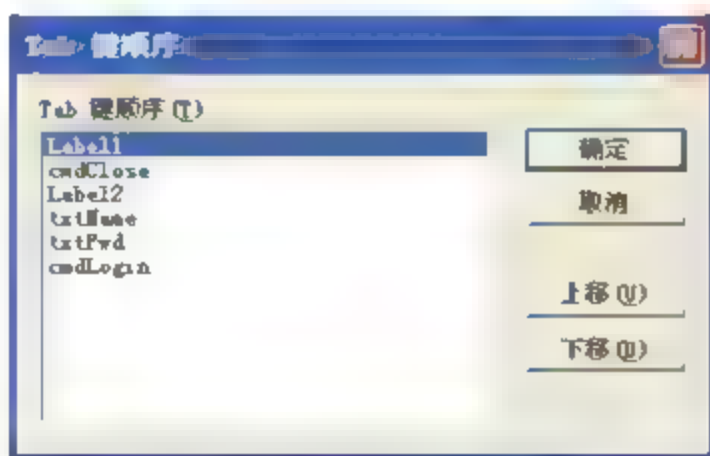 Tab 键顺序
Tab 键顺序(T)
Label1
cmdClose
Label2
txtName
txtPwd
cmdLogin
确定
取消
上移(U)
下移(D)